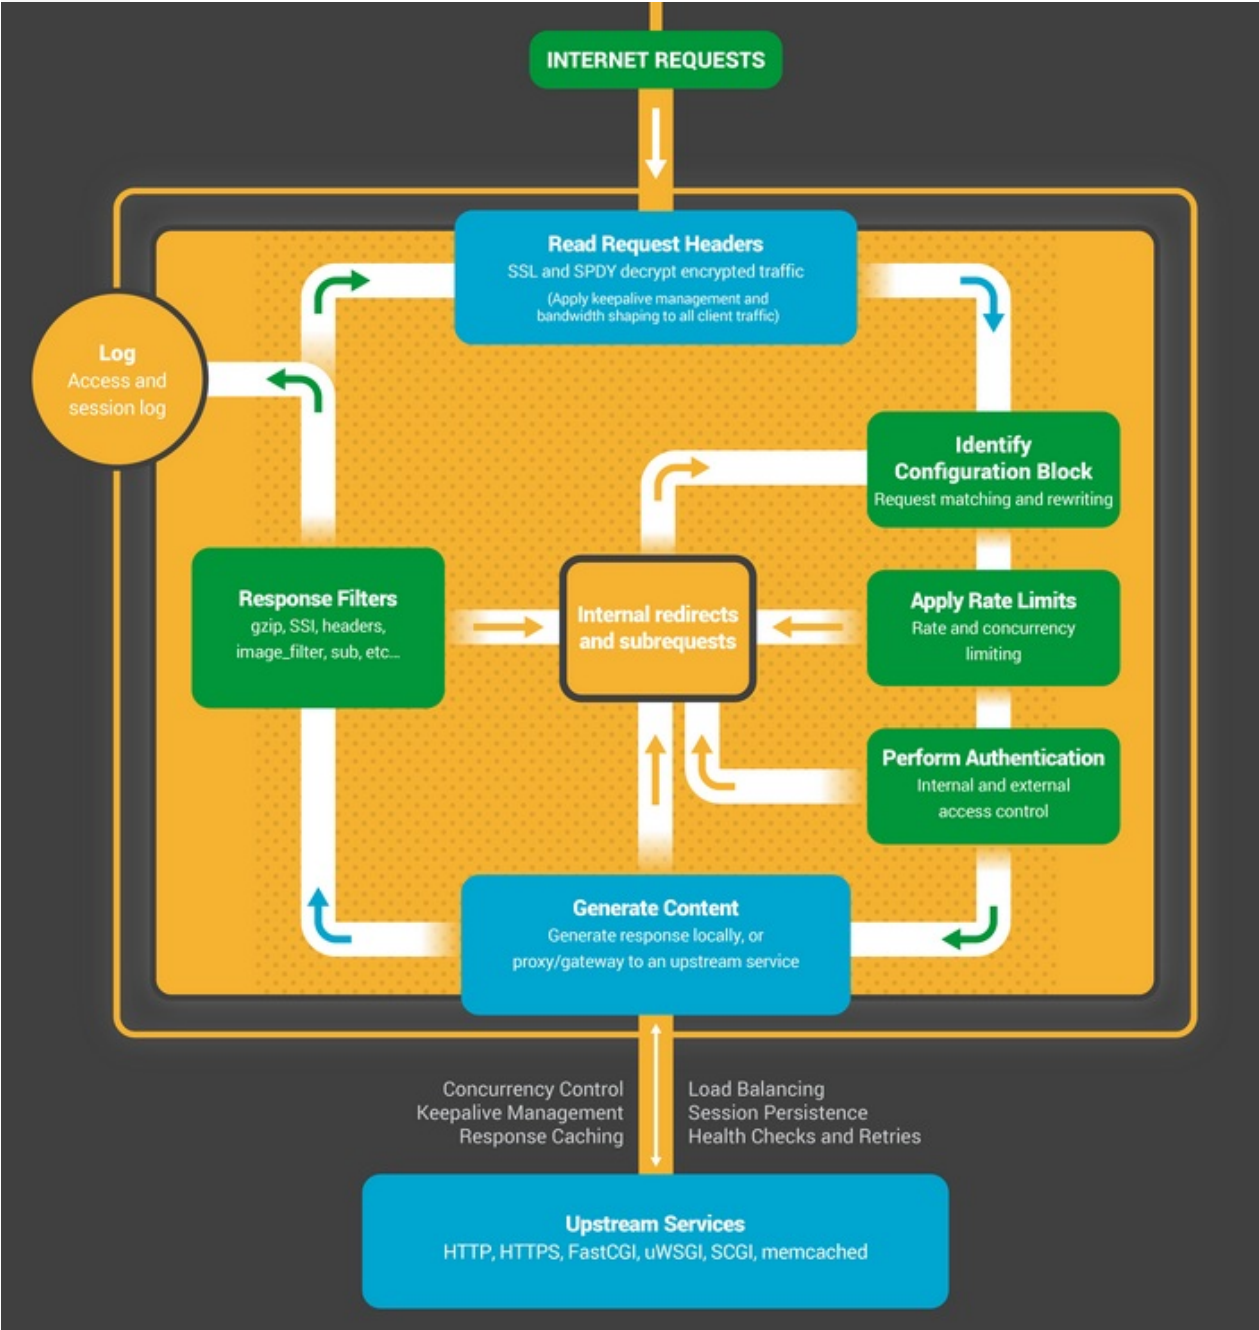 INTERNET REQUESTS
Read Request Headers
SSL and SPDY decrypt encrypted traffic
(Apply keepalive management and
bandwidth shaping to all client traffic)
Log
Access and
session log
Identify
Configuration Block
Request matching and rewriting
Response Filters
gzip, SSI, headers,
image_filter, sub, etc...
Internal redirects
and subrequests
Apply Rate Limits
Rate and concurrency
limiting
Perform Authentication
Internal and external
access control
Generate Content
Generate response locally, or
proxy/gateway to an upstream service
Concurrency Control
Keepalive Management
Response Caching
Load Balancing
Session Persistence
Health Checks and Retries
Upstream Services
HTTP, HTTPS, FastCGI, uWSGI, SCGI, memcached